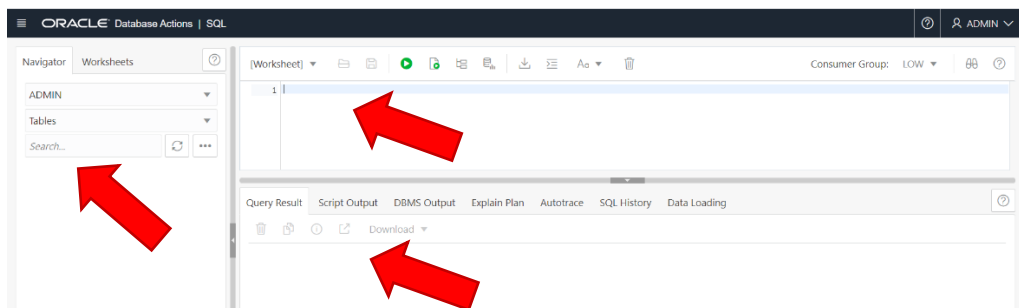 ORACLE Database Actions | SQL
ADMIN
Navigator Worksheets
ADMIN
Tables
Search...
[Worksheet]
Aa
Consumer Group: LOW
1
Query Result Script Output DBMS Output Explain Plan Autotrace SQL History Data Loading
Download